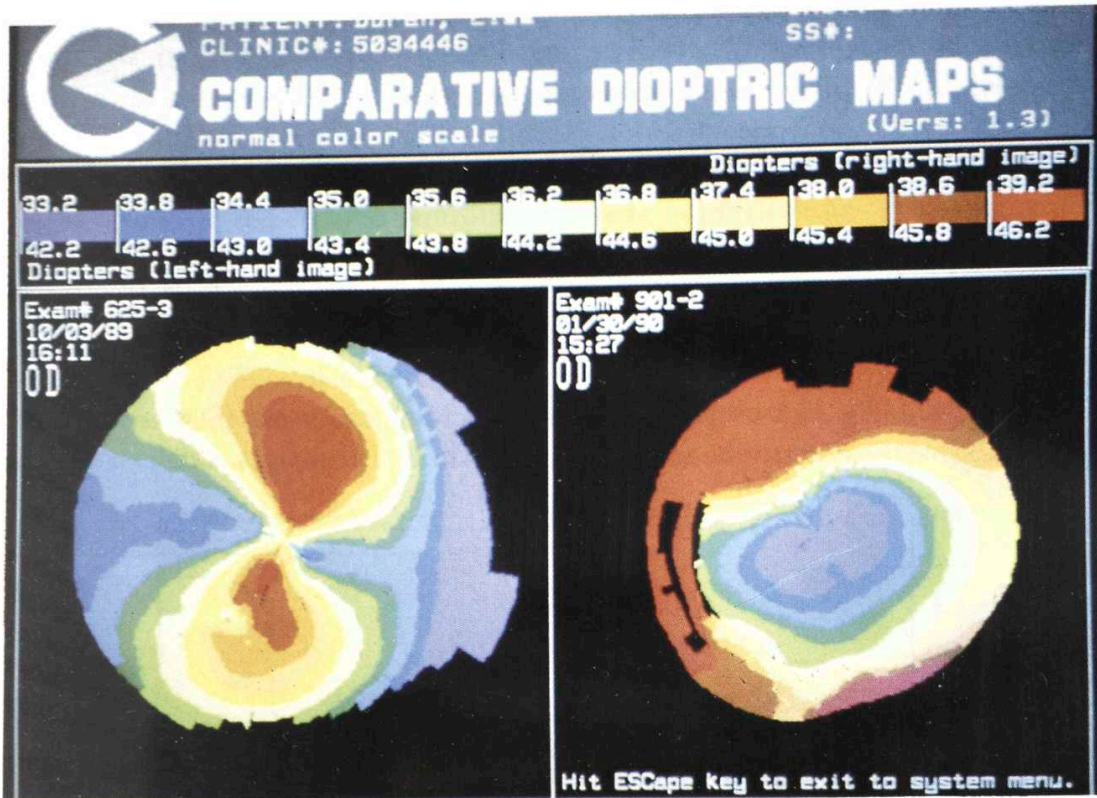 CLINIC#: 5034446
SS#:
COMPARATIVE DIOPTRIC MAPS
normal color scale
(Vers: 1.3)
Diopters (right-hand image)
33.2 33.8 34.4 35.0 35.6 36.2 36.8 37.4 38.0 38.6 39.2
42.2 42.6 43.0 43.4 43.8 44.2 44.6 45.0 45.4 45.8 46.2
Diopters (left-hand image)
Exam# 625-3
10/03/89
16:11
OD
Exam# 901-2
01/30/90
15:27
OD
Hit ESCape key to exit to system menu.